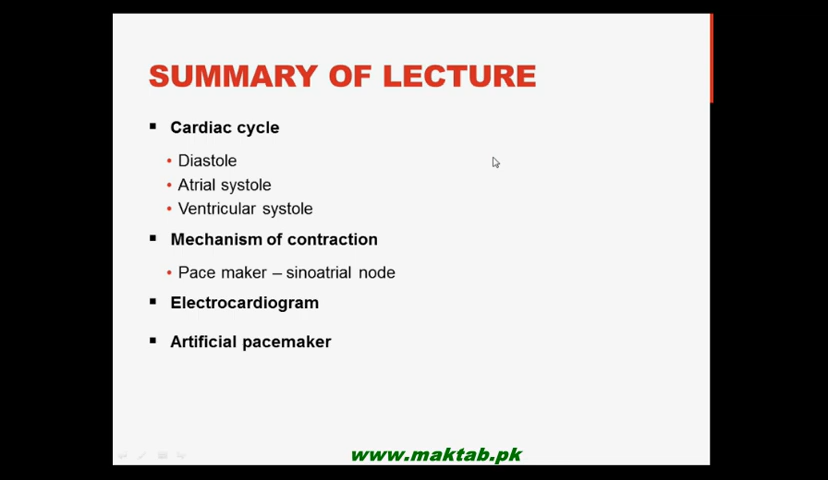 SUMMARY OF LECTURE
Cardiac cycle
Diastole
Atrial systole
Ventricular systole
Mechanism of contraction
Pace maker – sinoatrial node
Electrocardiogram
Artificial pacemaker
www.maktab.pk